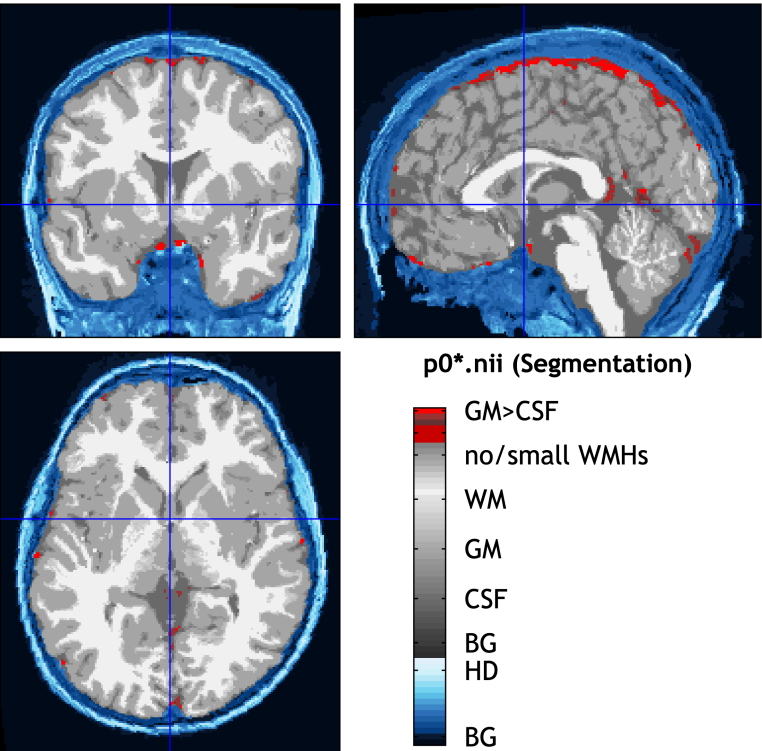 p0*.nii (Segmentation)
GM>CSF
no/small WMHs
WM
GM
CSF
BG
HD
BG